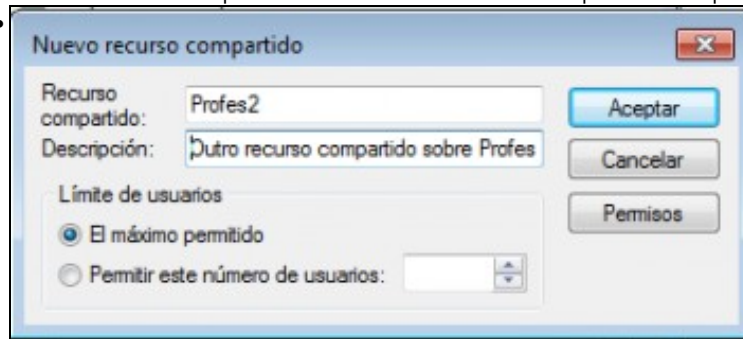 Nuevo recurso compartido
Recurso compartido:
Profes2
Aceptar
Descripción:
Outro recurso compartido sobre Profes
Cancelar
Límite de usuarios
Permisos
El máximo permitido
Permitir este número de usuarios: